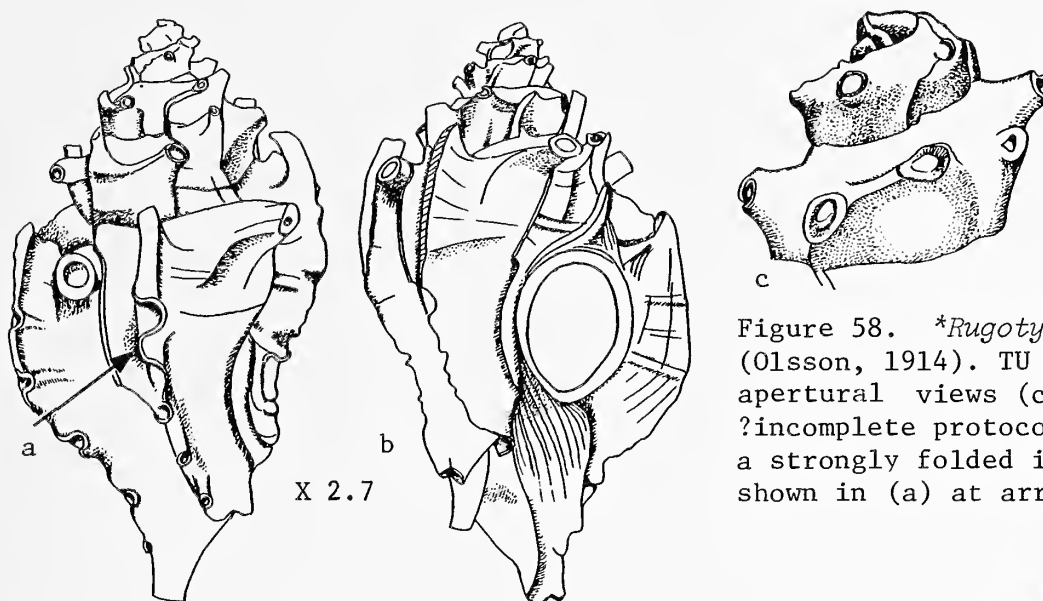 a
b
c
X 2.7
Figure 58. *Rugoty
(Olsson, 1914). TU
apertural views (c
?incomplete protoco
a strongly folded i
shown in (a) at arr